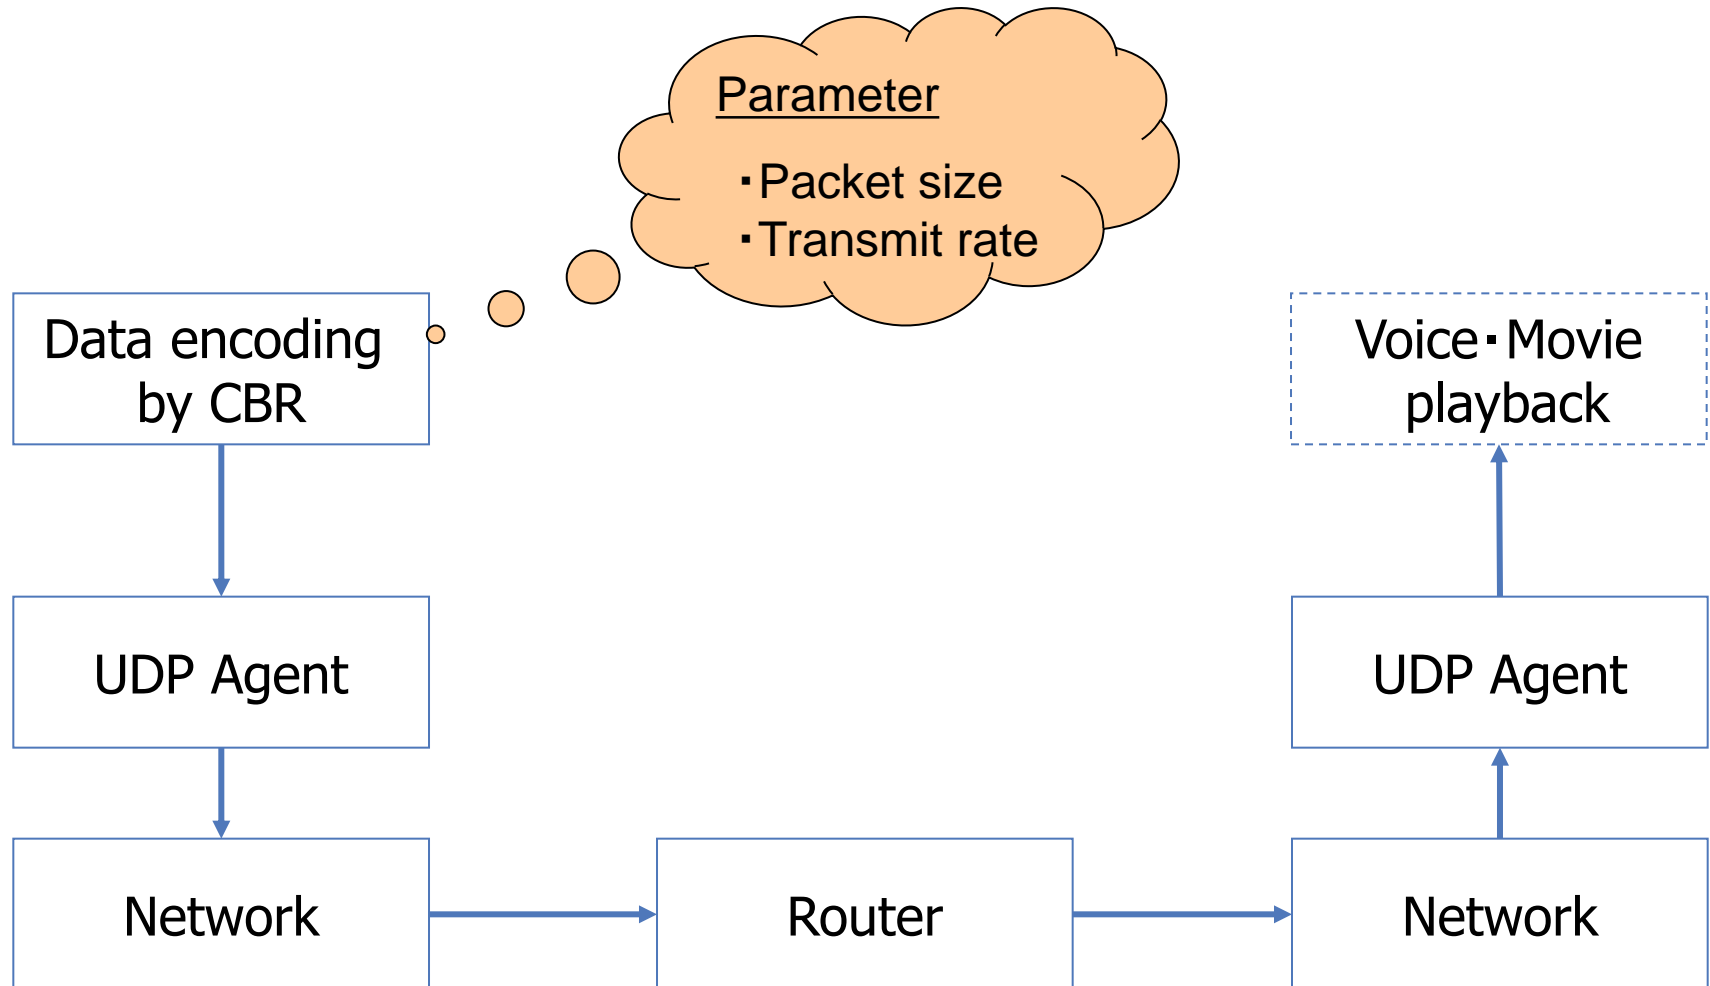 Parameter
・Packet size
・Transmit rate
Data encoding
by CBR
Voice・Movie
playback
UDP Agent
UDP Agent
Network
Router
Network